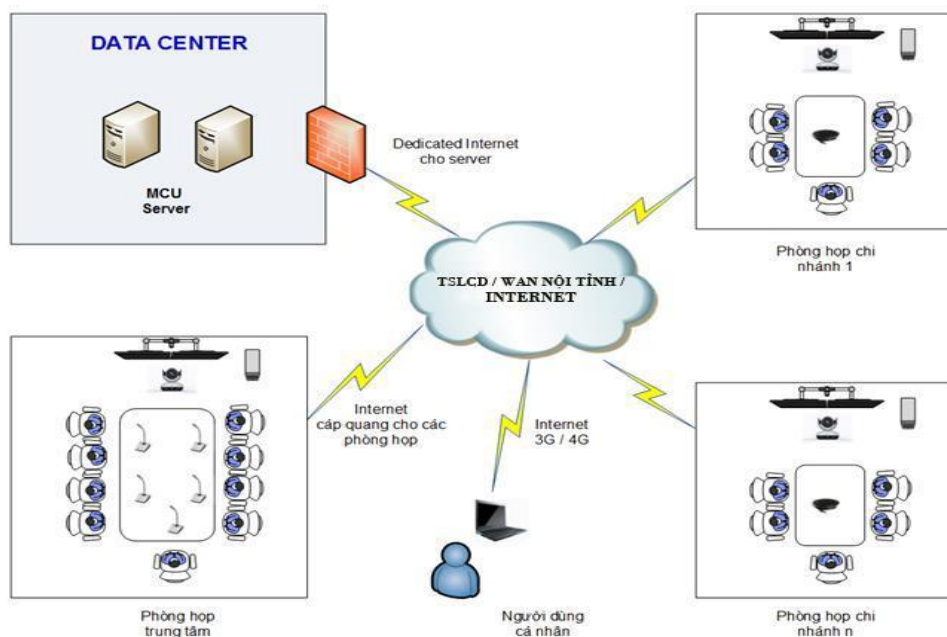 DATA CENTER
MCU
Server
Dedicated Internet
cho server
Phòng họp chi
nhánh 1
TSLCD / WAN NỘI TỈNH /
INTERNET
Internet
cáp quang cho các
phòng họp
Internet
3G / 4G
Phòng họp
trung tâm
Người dùng
cá nhân
Phòng họp chi
nhánh n